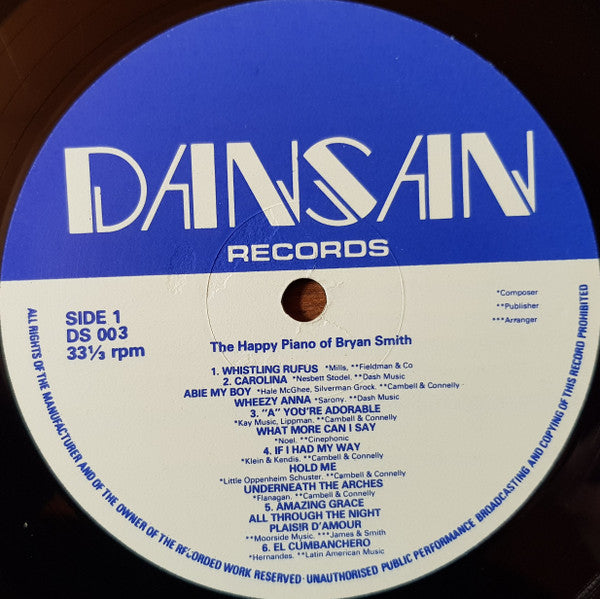 DANSAN
RECORDS
*Composer
**Publisher
***Arranger
SIDE 1
DS 003
33⅓ rpm
The Happy Piano of Bryan Smith
1. WHISTLING RUFUS *Mills, **Fieldman & Co
2. CAROLINA *Nesbett Stodel. **Dash Music
ABIE MY BOY *Hale McGhee, Silverman Grock. **Cambell & Connelly
WHEEZY ANNA *Sarony. **Dash Music
3. "A" YOU'RE ADORABLE
*Kay Music, Lippman. **Cambell & Connelly
WHAT MORE CAN I SAY
*Noel. **Cinephonic
4. IF I HAD MY WAY
*Klein & Kendis. **Cambell & Connelly
HOLD ME
*Little Oppenheim Schuster. **Cambell & Connelly
UNDERNEATH THE ARCHES
*Flanagan. **Cambell & Connelly
5. AMAZING GRACE
ALL THROUGH THE NIGHT
PLAISIR D'AMOUR
**Moorside Music. ***James & Smith
6. EL CUMBANCHERO
*Hernandes. **Latin American Music
ALL RIGHTS OF THE MANUFACTURER AND OF THE OWNER OF THE RECORDED WORK RESERVED · UNAUTHORISED PUBLIC PERFORMANCE BROADCASTING AND COPYING OF THIS RECORD PROHIBITED